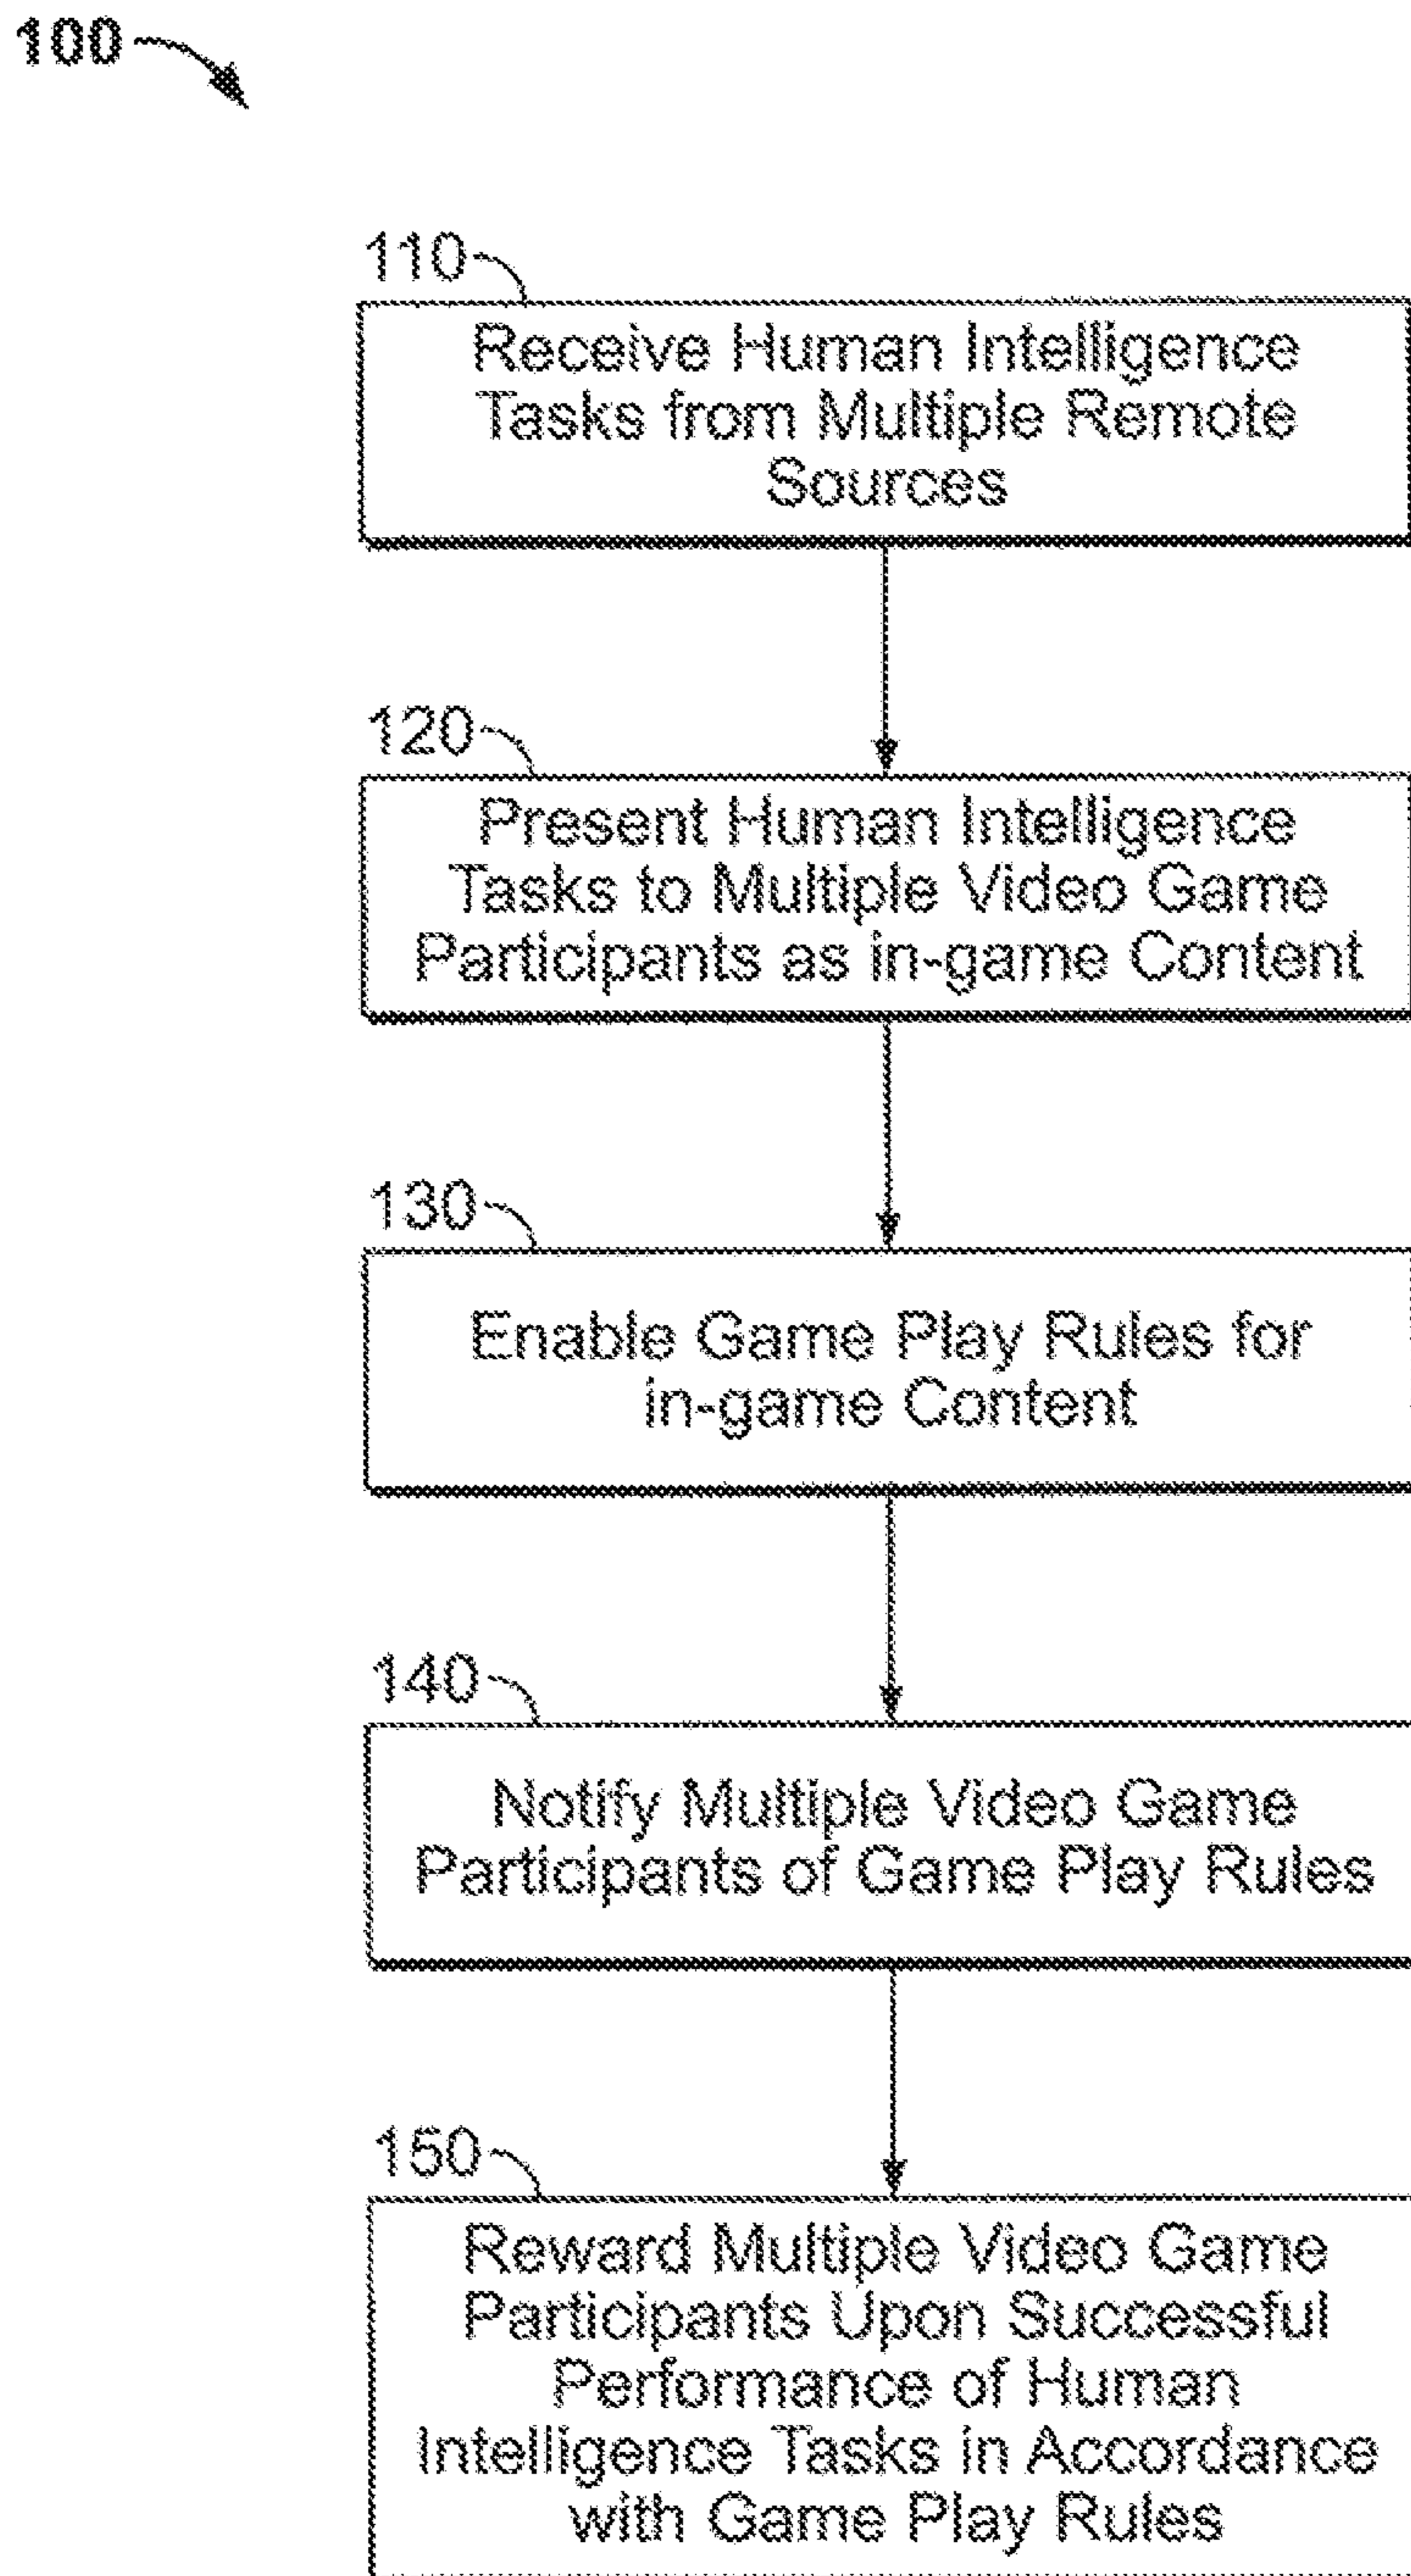 100
110
Receive Human Intelligence
Tasks from Multiple Remote
Sources
120
Present Human Intelligence
Tasks to Multiple Video Game
Participants as in-game Content
130
Enable Game Play Rules for
in-game Content
140
Notify Multiple Video Game
Participants of Game Play Rules
150
Reward Multiple Video Game
Participants Upon Successful
Performance of Human
Intelligence Tasks in Accordance
with Game Play Rules